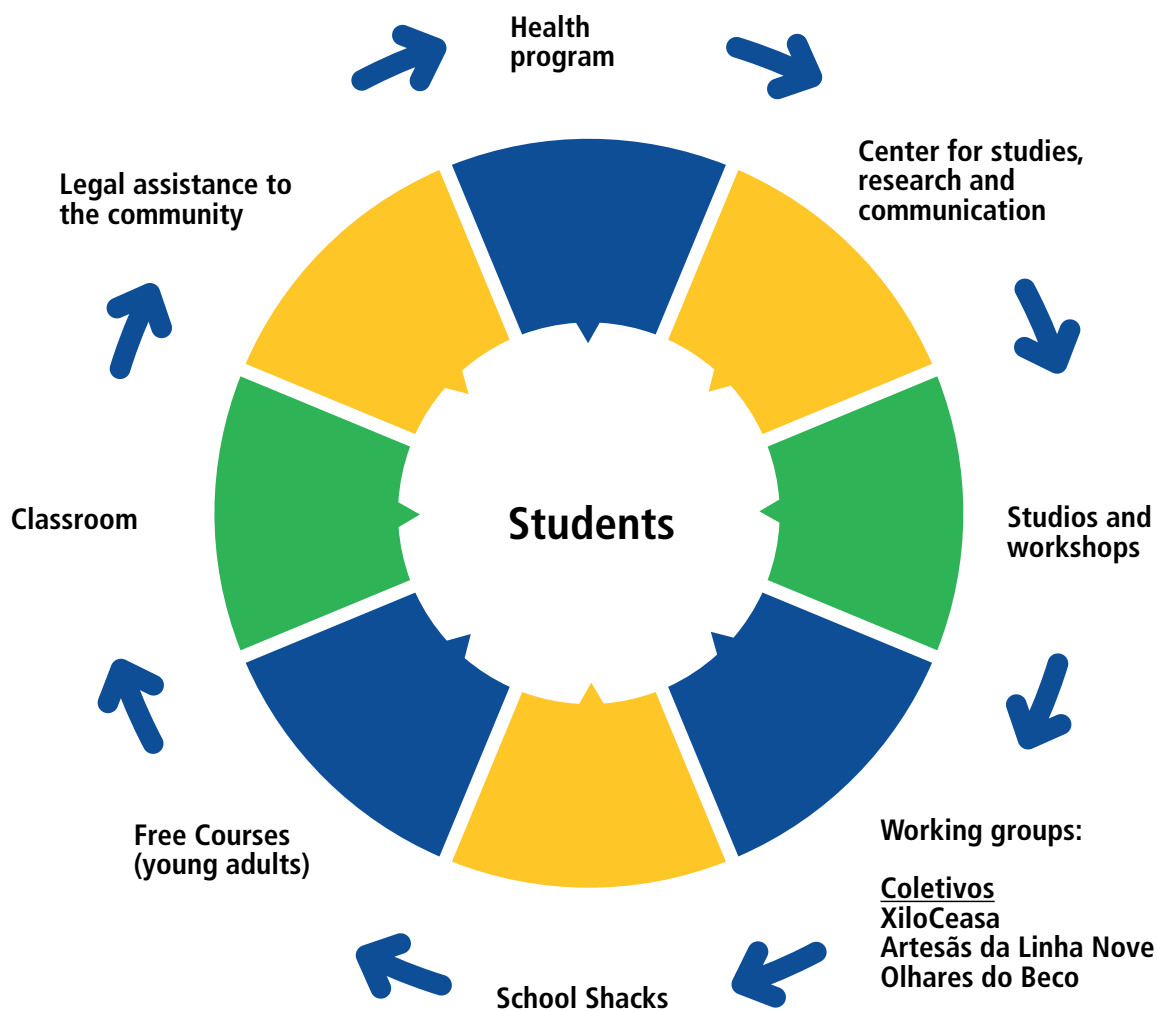 Health
program
Center for studies,
research and
communication
Legal assistance to
the community
Classroom
Students
Studios and
workshops
Free Courses
(young adults)
Working groups:
Coletivos
XiloCeasa
Artesãs da Linha Nove
Olhares do Beco
School Shacks